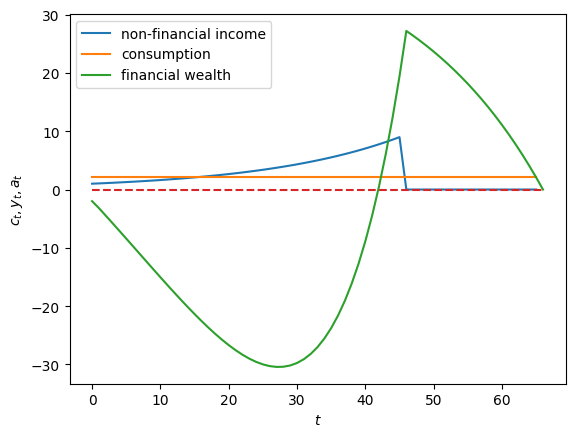 non-financial income
consumption
financial wealth
30
20
10
0
−10
−20
−30
c_t, y_t, a_t
0 10 20 30 40 50 60
t